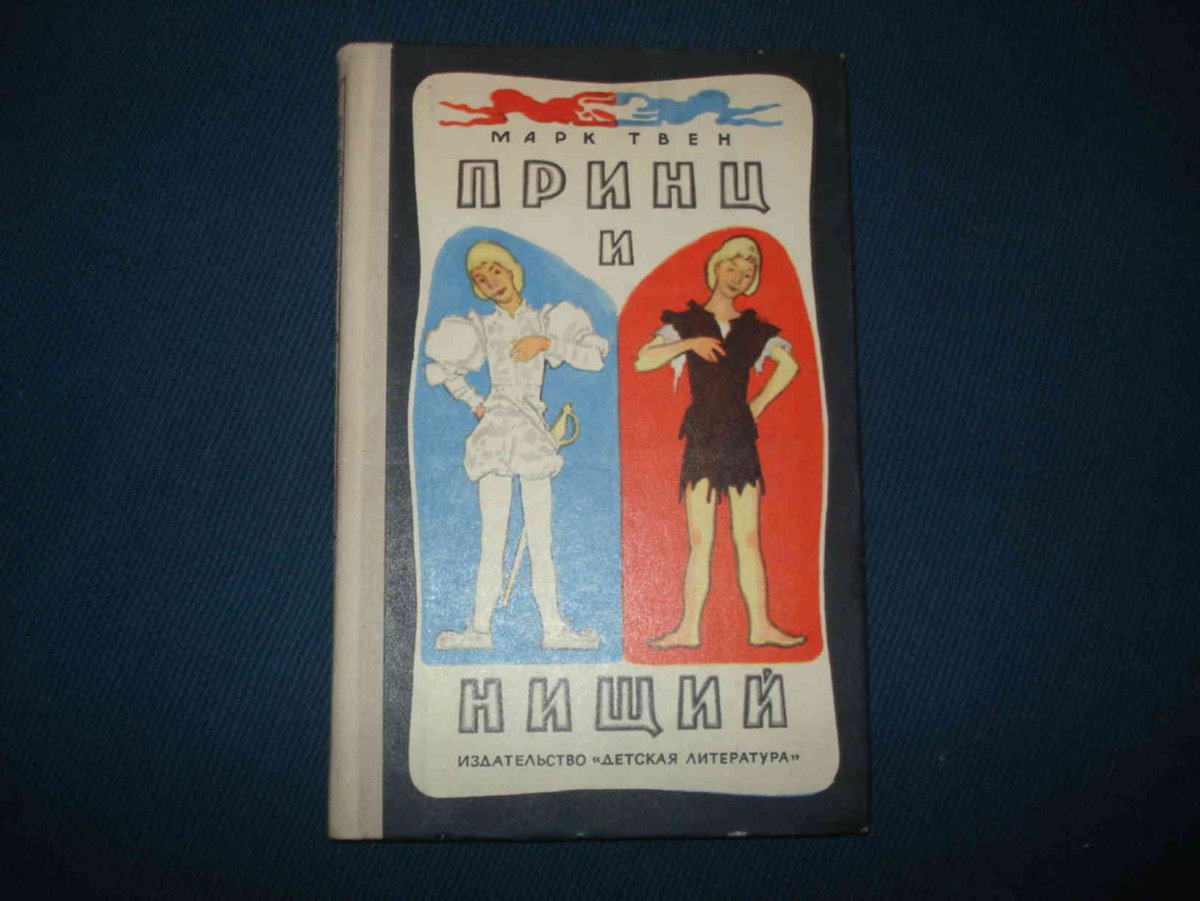 МАРК ТВЕН
ПРИНЦ
И
НИЩИЙ
ИЗДАТЕЛЬСТВО «ДЕТСКАЯ ЛИТЕРАТУРА»